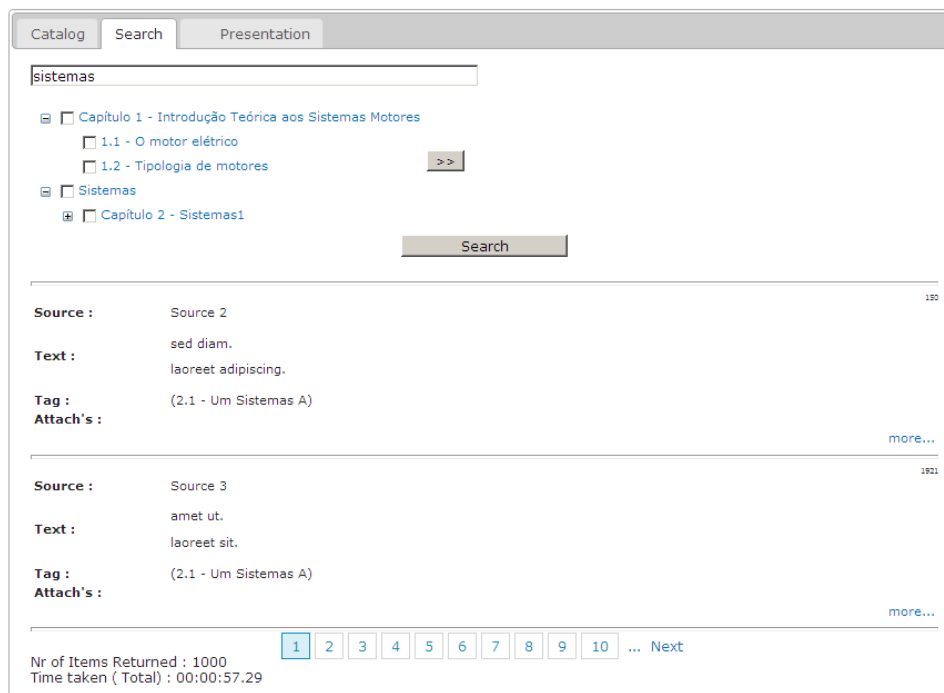 Catalog Search Presentation
sistemas
Capítulo 1 - Introdução Teórica aos Sistemas Motores
1.1 - O motor elétrico
1.2 - Tipologia de motores
>>
Sistemas
Capítulo 2 - Sistemas1
Search
150
Source : Source 2
Text : sed diam.
laoreet adipiscing.
Tag : (2.1 - Um Sistemas A)
Attach's :
more...
1921
Source : Source 3
Text : amet ut.
laoreet sit.
Tag : (2.1 - Um Sistemas A)
Attach's :
more...
1 2 3 4 5 6 7 8 9 10 ... Next
Nr of Items Returned : 1000
Time taken ( Total) : 00:00:57.29